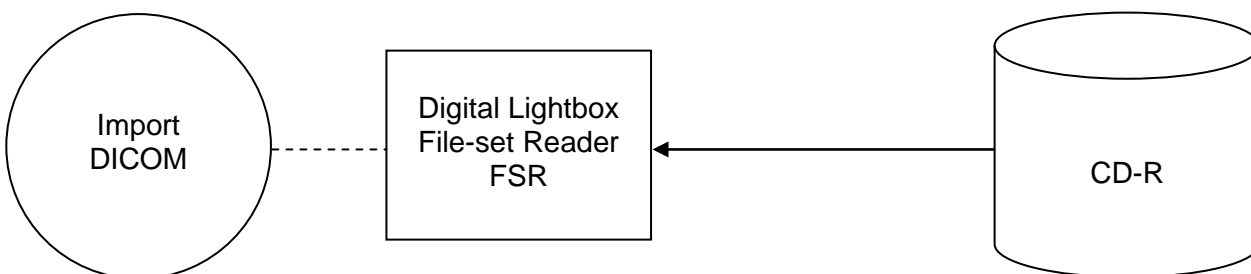 Import
DICOM
Digital Lightbox
File-set Reader
FSR
CD-R